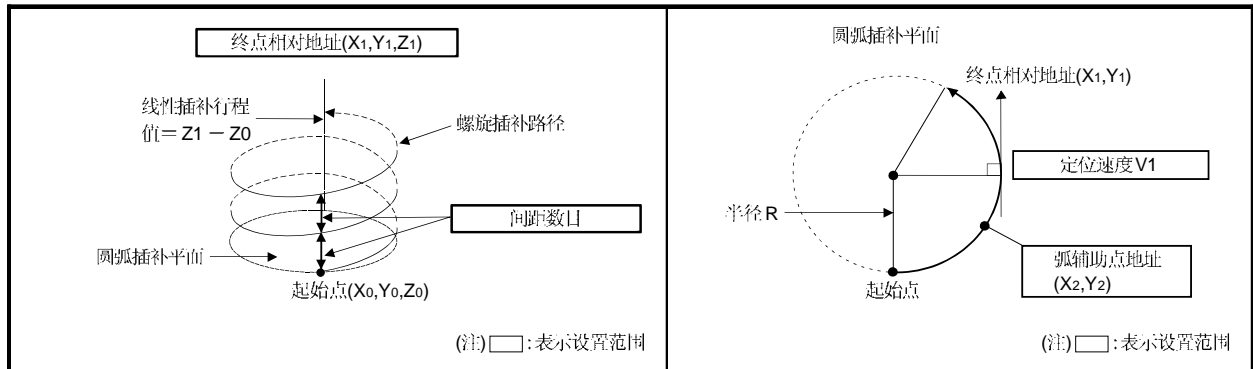 终点相对地址(X1,Y1,Z1)
线性插补行程
值＝Z1－Z0
螺旋插补路径
间距数目
圆弧插补平面
起始点(X0,Y0,Z0)
(注) :表示设置范围
圆弧插补平面
终点相对地址(X1,Y1)
定位速度V1
半径R
弧辅助点地址
(X2,Y2)
起始点
(注) :表示设置范围